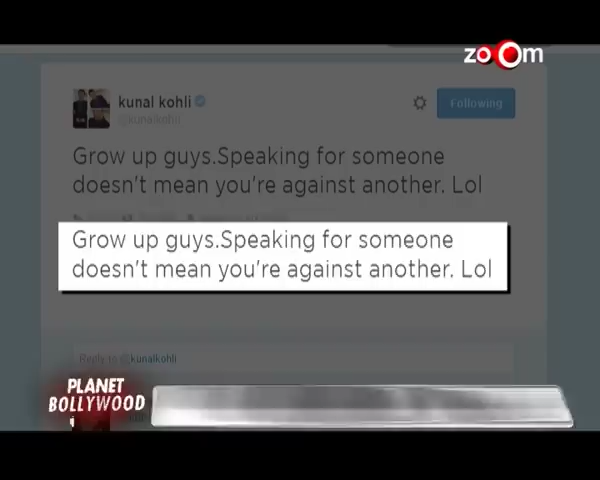 zoom
kunal kohli
@kunalkohli
Following
Grow up guys.Speaking for someone
doesn't mean you're against another. Lol
Grow up guys.Speaking for someone
doesn't mean you're against another. Lol
Reply to @kunalkohli
PLANET
BOLLYWOOD